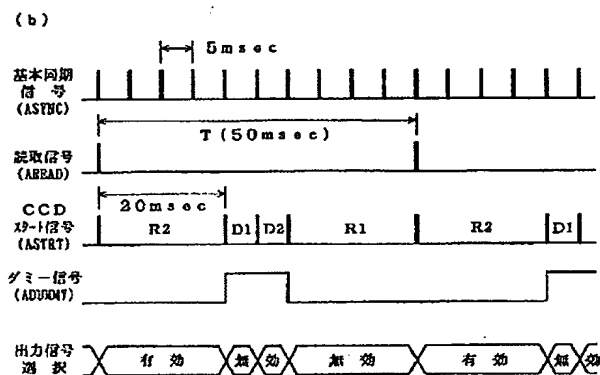 (b)
5msec
基本同期
信号
(ASYNC)
T(50msec)
読取信号
(AREAD)
20msec
CCD
スタート信号
(ASTRT)
R2 D1 D2 R1 R2 D1
ダミー信号
出力信号
選択
有効 無 効 無効 有効 無 効